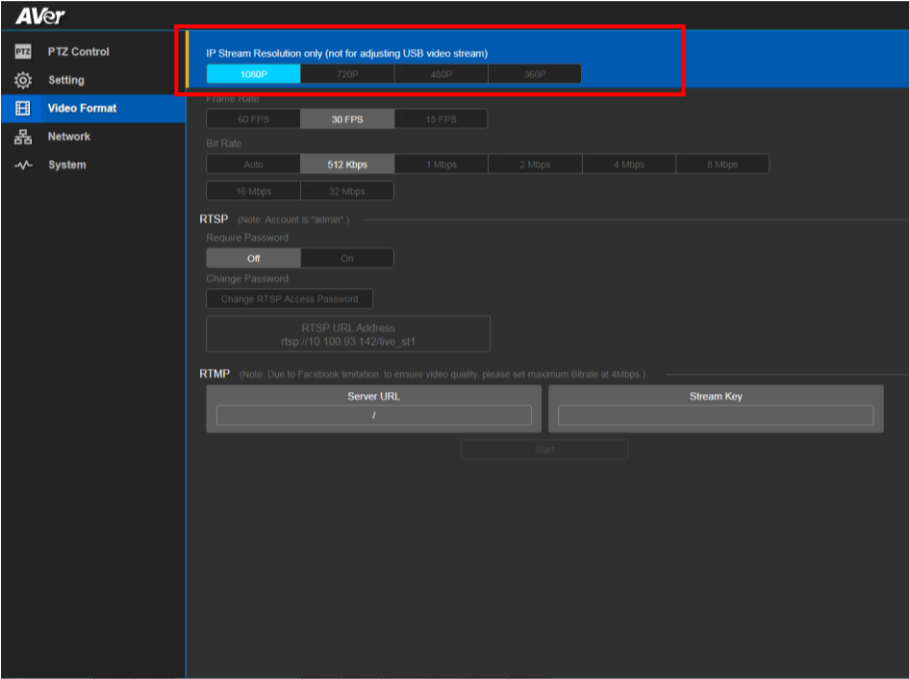 AVer
PTZ PTZ Control
Setting
Video Format
Network
System
IP Stream Resolution only (not for adjusting USB video stream)
1080P 720P 480P 360P
Frame Rate
60 FPS 30 FPS 15 FPS
Bit Rate
Auto 512 Kbps 1 Mbps 2 Mbps 4 Mbps 8 Mbps
16 Mbps 32 Mbps
RTSP (Note: Account is "admin".)
Require Password
Off On
Change Password
Change RTSP Access Password
RTSP URL Address
rtsp://10.100.93.142/live_st1
RTMP (Note: Due to Facebook limitation. to ensure video quality, please set maximum Bitrate at 4Mbps.)
Server URL Stream Key
/
Start